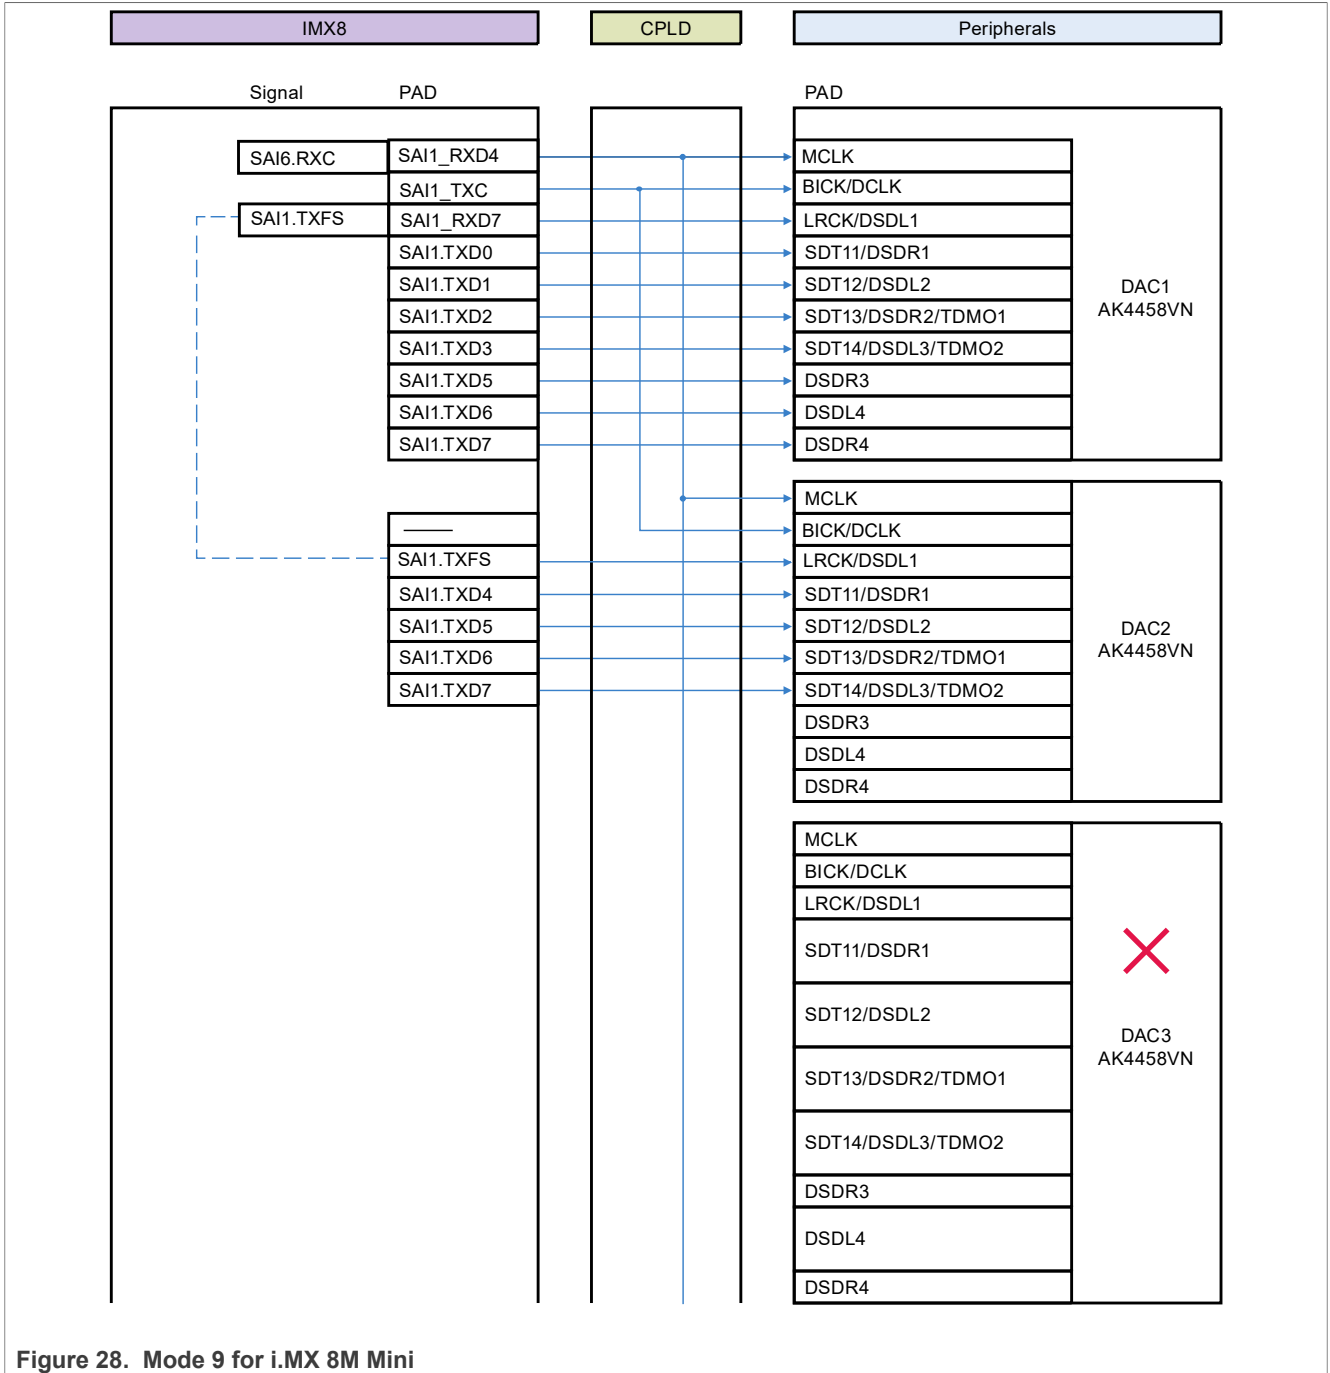 IMX8 CPLD Peripherals
Signal PAD PAD
SAI6.RXC SAI1_RXD4 MCLK
SAI1_TXC BICK/DCLK
SAI1.TXFS SAI1_RXD7 LRCK/DSDL1
SAI1.TXD0 SDT11/DSDR1
SAI1.TXD1 SDT12/DSDL2
SAI1.TXD2 SDT13/DSDR2/TDMO1
SAI1.TXD3 SDT14/DSDL3/TDMO2
SAI1.TXD5 DSDR3
SAI1.TXD6 DSDL4
SAI1.TXD7 DSDR4
DAC1
AK4458VN
MCLK
BICK/DCLK
SAI1.TXFS LRCK/DSDL1
SAI1.TXD4 SDT11/DSDR1
SAI1.TXD5 SDT12/DSDL2
SAI1.TXD6 SDT13/DSDR2/TDMO1
SAI1.TXD7 SDT14/DSDL3/TDMO2
DSDR3
DSDL4
DSDR4
DAC2
AK4458VN
MCLK
BICK/DCLK
LRCK/DSDL1
SDT11/DSDR1
SDT12/DSDL2
SDT13/DSDR2/TDMO1
SDT14/DSDL3/TDMO2
DSDR3
DSDL4
DSDR4
DAC3
AK4458VN
Figure 28. Mode 9 for i.MX 8M Mini